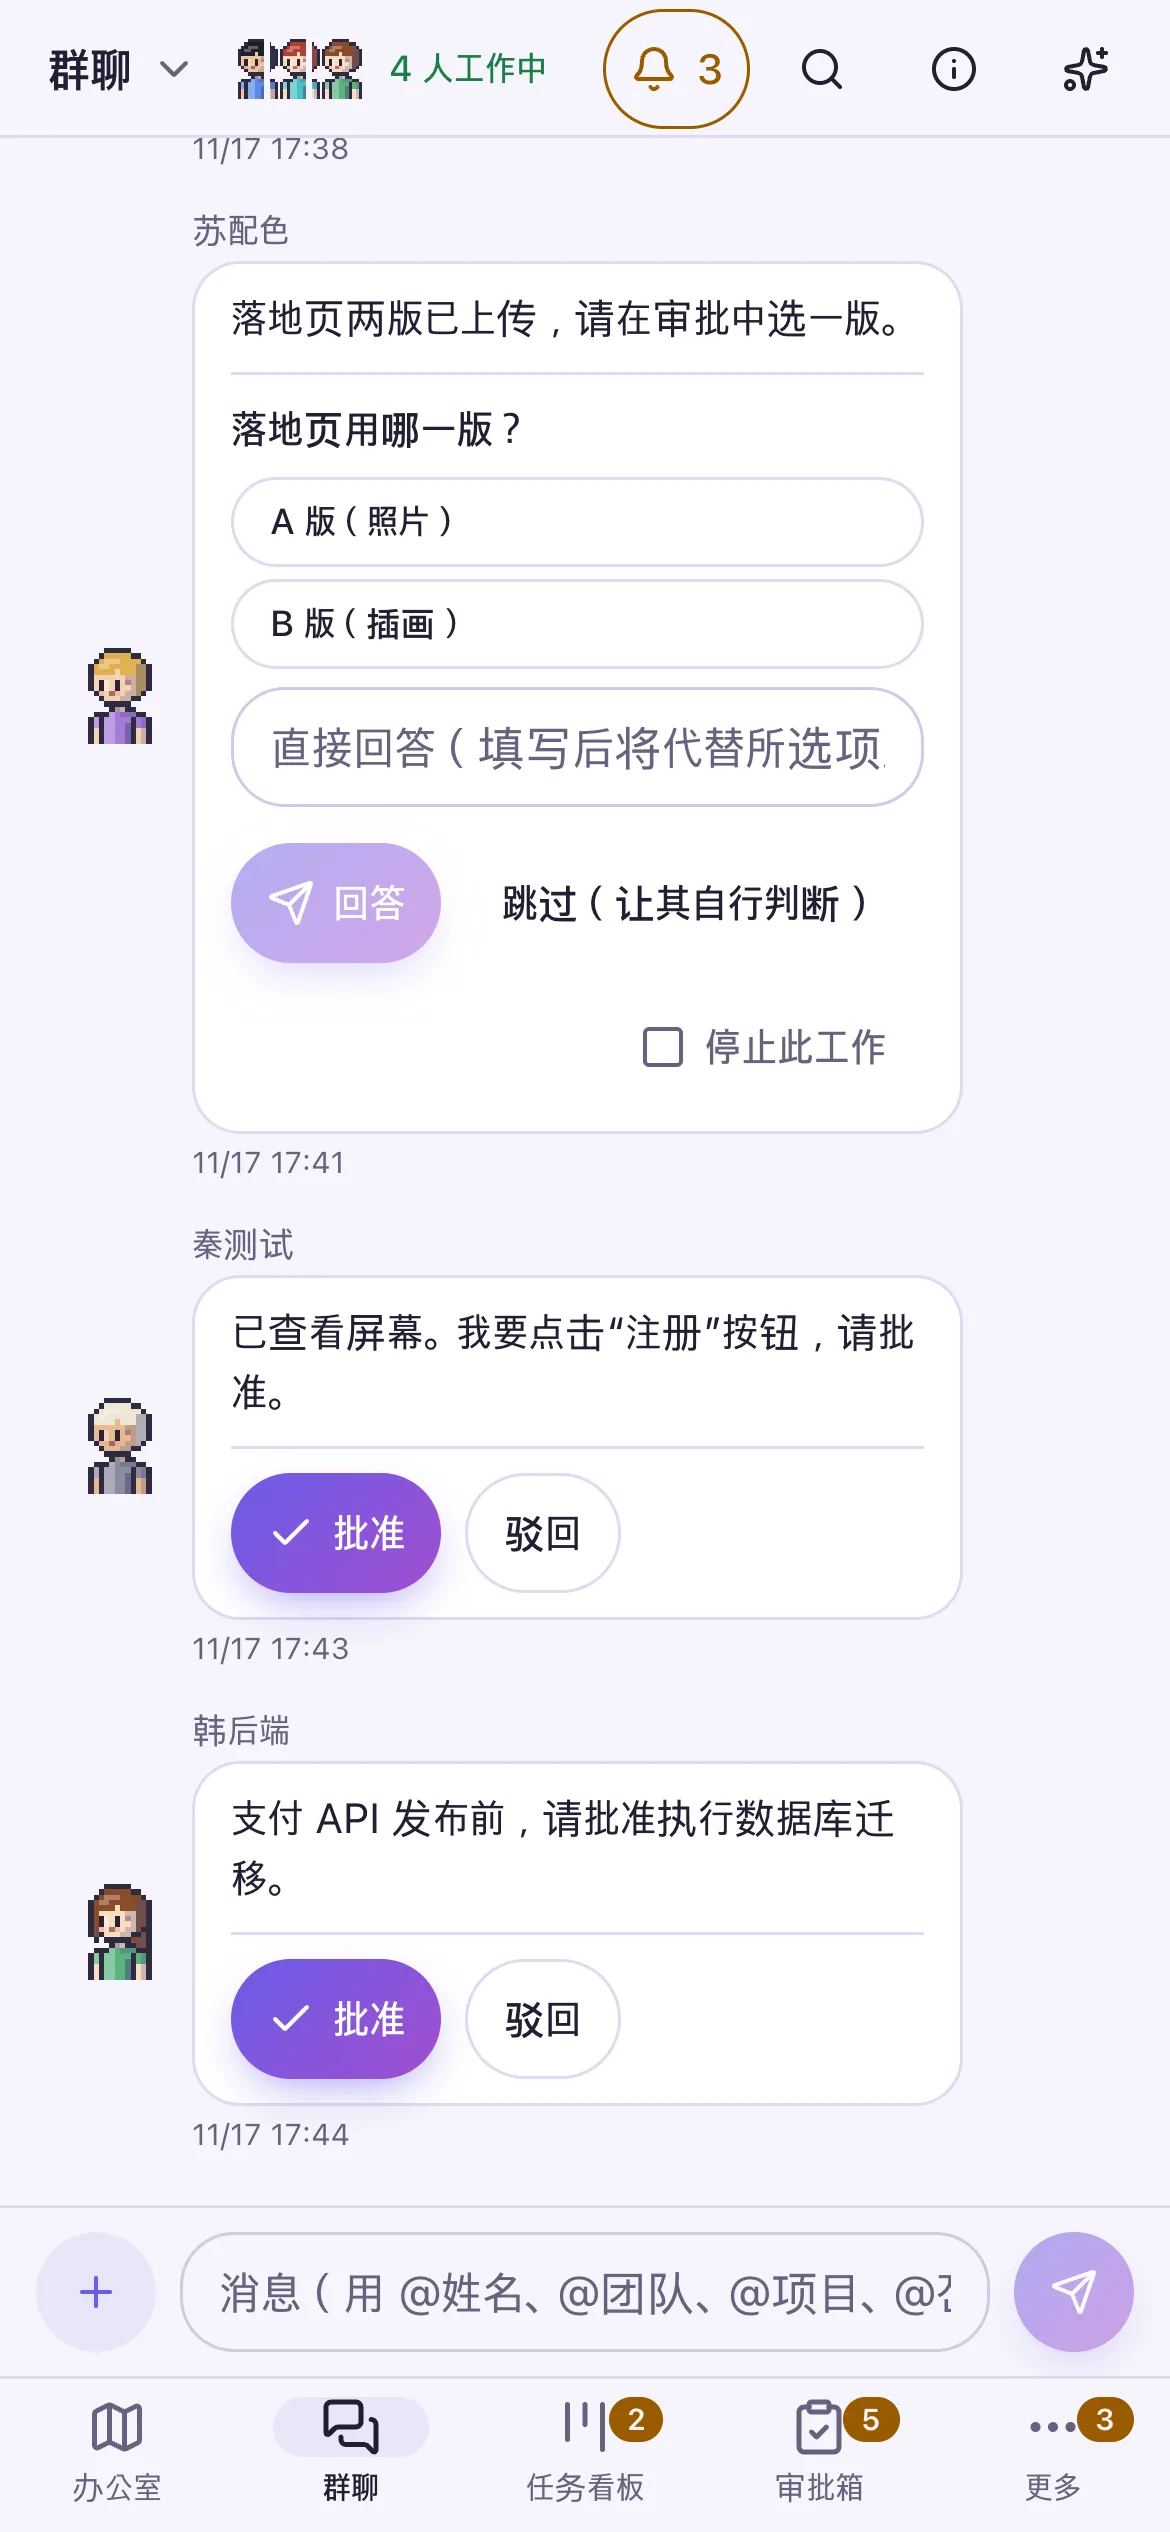 群聊
4 人工作中
3
11/17 17:38
苏配色
落地页两版已上传，请在审批中选一版。
落地页用哪一版？
A 版（照片）
B 版（插画）
直接回答（填写后将代替所选项
回答
跳过（让其自行判断）
停止此工作
11/17 17:41
秦测试
已查看屏幕。我要点击“注册”按钮，请批
准。
批准
驳回
11/17 17:43
韩后端
支付 API 发布前，请批准执行数据库迁
移。
批准
驳回
11/17 17:44
消息（用 @姓名、@团队、@项目、@
办公室
群聊
2
任务看板
5
审批箱
3
更多